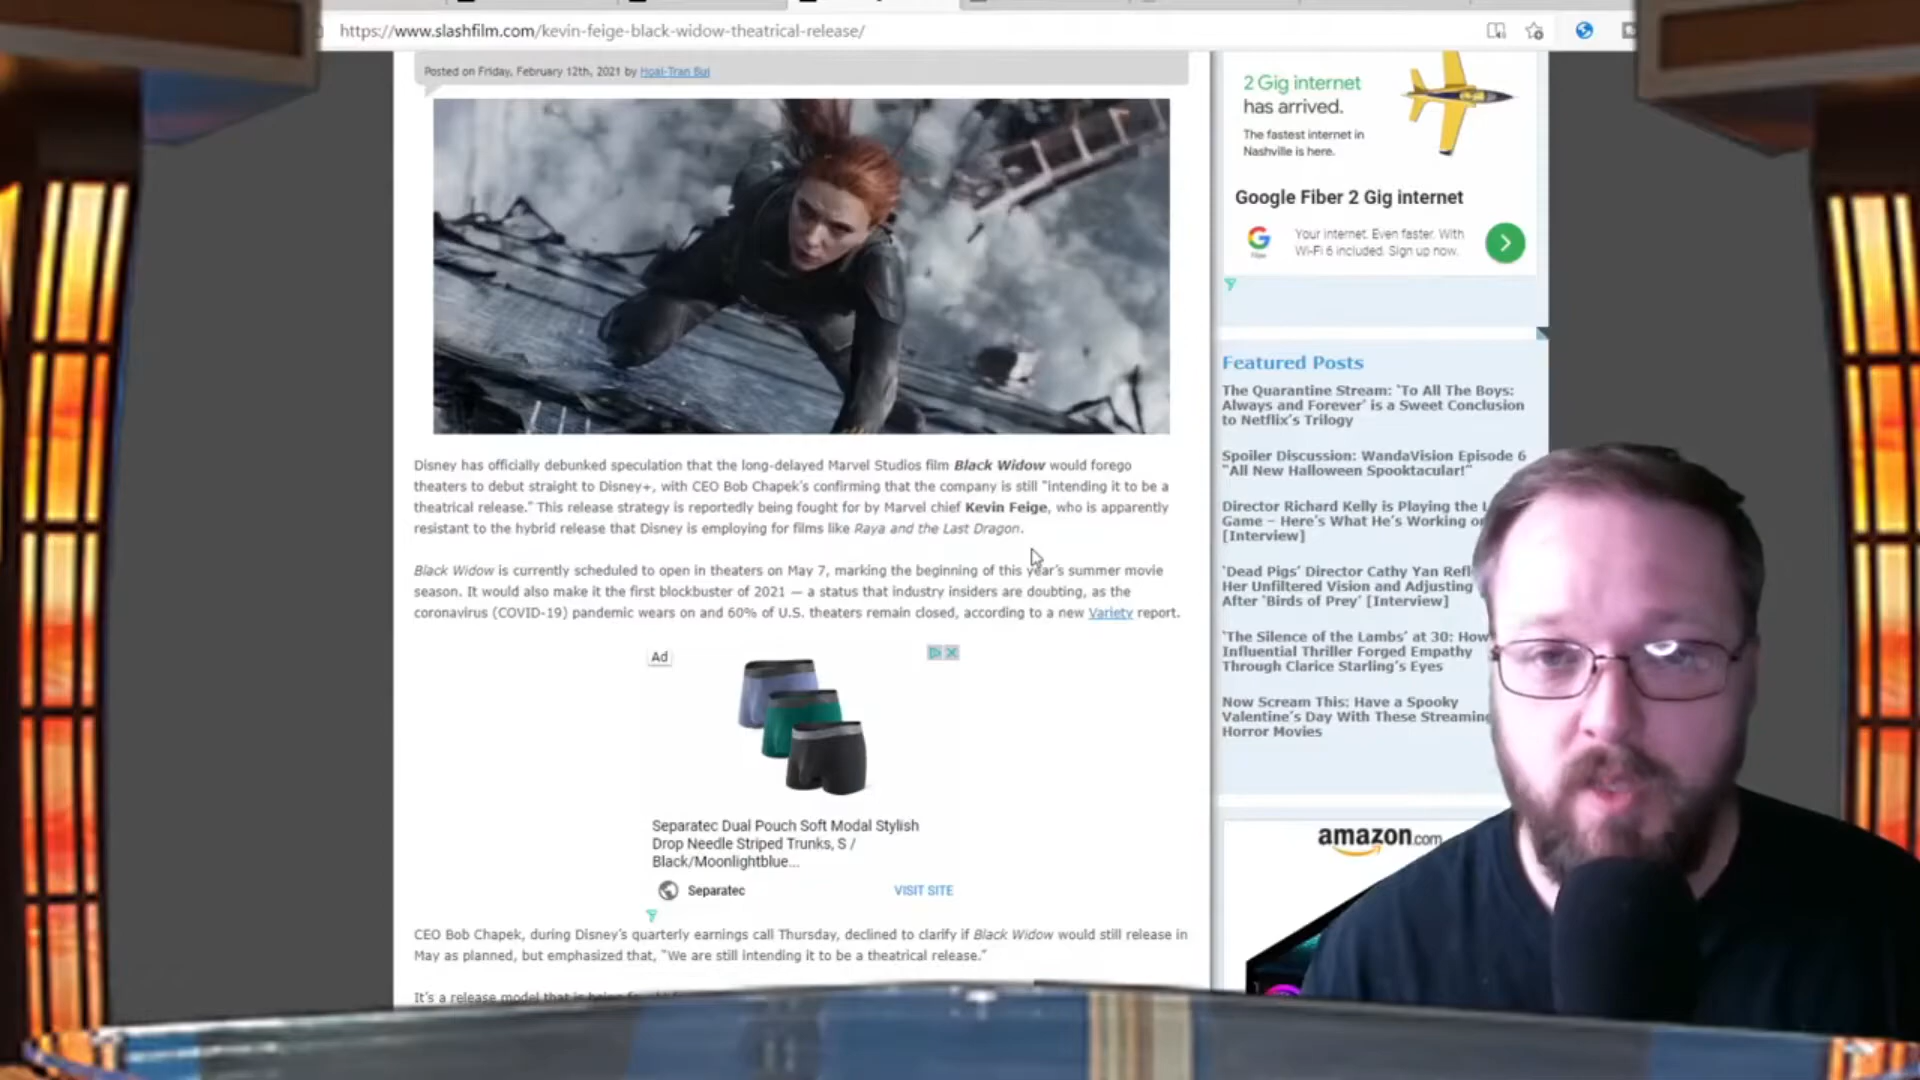 https://www.slashfilm.com/kevin-feige-black-widow-theatrical-release/
Posted on Friday, February 12th, 2021 by Hoai-Tran Bui
Disney has officially debunked speculation that the long-delayed Marvel Studios film Black Widow would forego
theaters to debut straight to Disney+, with CEO Bob Chapek's confirming that the company is still "intending it to be a
theatrical release." This release strategy is reportedly being fought for by Marvel chief Kevin Feige, who is apparently
resistant to the hybrid release that Disney is employing for films like Raya and the Last Dragon.
Black Widow is currently scheduled to open in theaters on May 7, marking the beginning of this year's summer movie
season. It would also make it the first blockbuster of 2021 — a status that industry insiders are doubting, as the
coronavirus (COVID-19) pandemic wears on and 60% of U.S. theaters remain closed, according to a new Variety report.
Ad
Separatec Dual Pouch Soft Modal Stylish
Drop Needle Striped Trunks, S /
Black/Moonlightblue...
Separatec
VISIT SITE
CEO Bob Chapek, during Disney's quarterly earnings call Thursday, declined to clarify if Black Widow would still release in
May as planned, but emphasized that, "We are still intending it to be a theatrical release."
It's a release model that is being
2 Gig internet
has arrived.
The fastest internet in
Nashville is here.
Google Fiber 2 Gig internet
Your internet. Even faster. With
Wi-Fi 6 included. Sign up now.
Featured Posts
The Quarantine Stream: 'To All The Boys:
Always and Forever' is a Sweet Conclusion
to Netflix's Trilogy
Spoiler Discussion: WandaVision Episode 6
"All New Halloween Spooktacular!"
Director Richard Kelly is Playing the
Game – Here's What He's Working
[Interview]
'Dead Pigs' Director Cathy Yan
Her Unfiltered Vision and Adjusting
After 'Birds of Prey' [Interview]
'The Silence of the Lambs' at 30: How
Influential Thriller Forged Empathy
Through Clarice Starling's Eyes
Now Scream This: Have a Spooky
Valentine's Day With These Streaming
Horror Movies
amazon.com